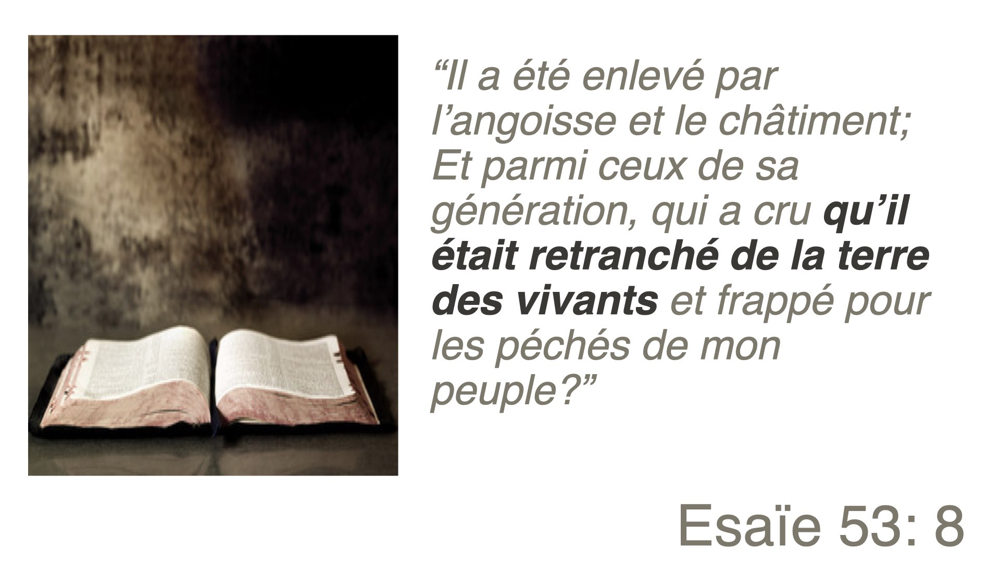 “Il a été enlevé par
l’angoisse et le châtiment;
Et parmi ceux de sa
génération, qui a cru qu’il
était retranché de la terre
des vivants et frappé pour
les péchés de mon
peuple?”
Esaïe 53: 8